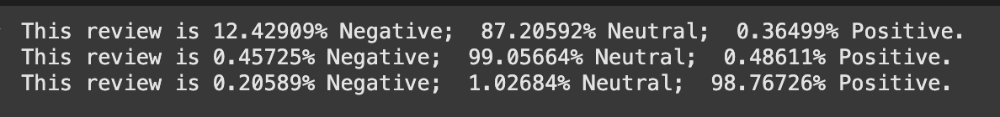 This review is 12.42909% Negative;  87.20592% Neutral;  0.36499% Positive.
This review is 0.45725% Negative;  99.05664% Neutral;  0.48611% Positive.
This review is 0.20589% Negative;  1.02684% Neutral;  98.76726% Positive.